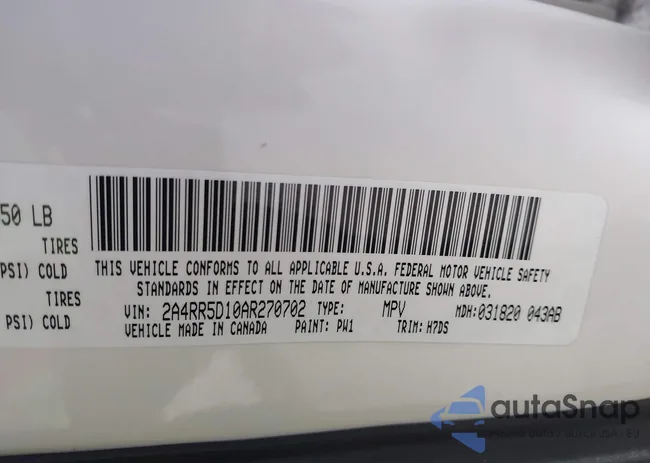 50 LB
TIRES
PSI) COLD
TIRES
PSI) COLD
THIS VEHICLE CONFORMS TO ALL APPLICABLE U.S.A. FEDERAL MOTOR VEHICLE SAFETY
STANDARDS IN EFFECT ON THE DATE OF MANUFACTURE SHOWN ABOVE.
VIN: 2A4RR5D10AR270702 TYPE: MPV MDH: 031820 043AB
VEHICLE MADE IN CANADA PAINT: PW1 TRIM: H7DS
autoSnap